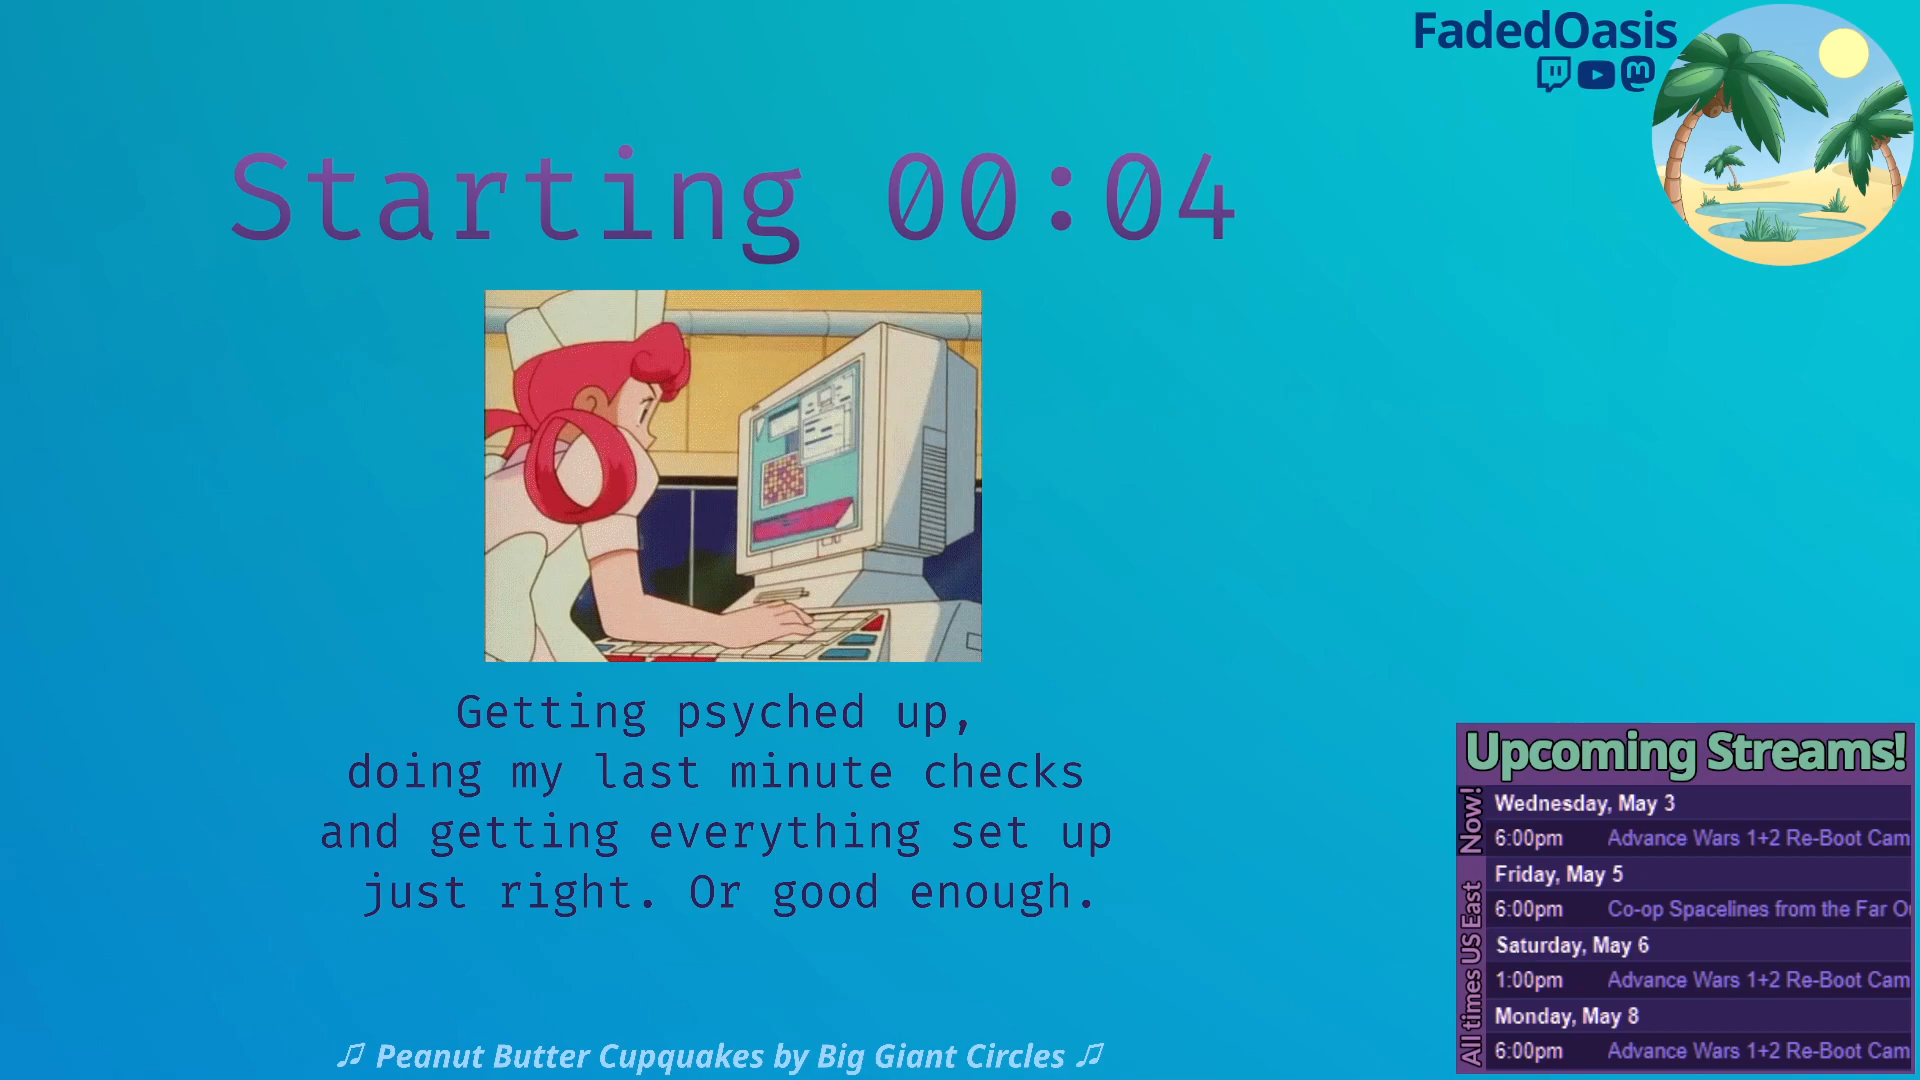 FadedOasis
Starting 00:04
Getting psyched up,
doing my last minute checks
and getting everything set up
just right. Or good enough.
♫ Peanut Butter Cupquakes by Big Giant Circles ♫
Upcoming Streams!
Now!
All times US East
Wednesday, May 3
6:00pm Advance Wars 1+2 Re-Boot Cam
Friday, May 5
6:00pm Co-op Spacelines from the Far O
Saturday, May 6
1:00pm Advance Wars 1+2 Re-Boot Cam
Monday, May 8
6:00pm Advance Wars 1+2 Re-Boot Cam